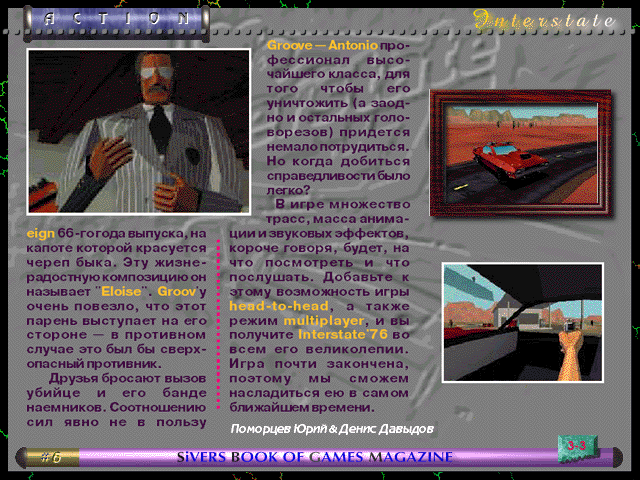 ACTION
Interstate
eign 66-гогода выпуска, на
капоте которой красуется
череп быка. Эту жизне-
радостную композицию он
называет "Eloise". Groov'у
очень повезло, что этот
парень выступает на его
стороне — в противном
случае это был бы сверх-
опасный противник.
Друзья бросают вызов
убийце и его банде
наемников. Соотношению
сил явно не в пользу
Groove — Antonio про-
фессионал высо-
чайшего класса, для
того чтобы его
уничтожить (а заод-
но и остальных голо-
ворезов) придется
немало потрудиться.
Но когда добиться
справедливости было
легко?
В игре множество
трасс, масса анима-
ции и звуковых эффектов,
короче говоря, будет, на
что посмотреть и что
послушать. Добавьте к
этому возможность игры
head-to-head, а также
режим multiplayer, и вы
получите Interstate'76 во
всем его великолепии.
Игра почти закончена,
поэтому мы сможем
насладиться ею в самом
ближайшем времени.
Поморцев Юрий & Денис Давыдов
#6
SiVERS BOOK OF GAMES MAGAZINE
3-3